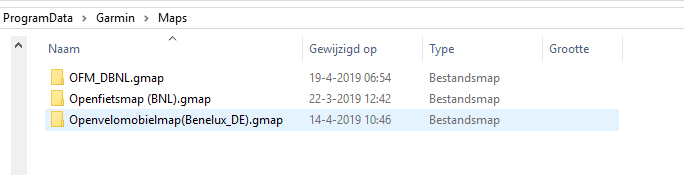 ProgramData > Garmin > Maps
Naam Gewijzigd op Type Grootte
OFM_DBNL.gmap 19-4-2019 06:54 Bestandsmap
Openfietsmap (BNL).gmap 22-3-2019 12:42 Bestandsmap
Openvelomobielmap(Benelux_DE).gmap 14-4-2019 10:46 Bestandsmap